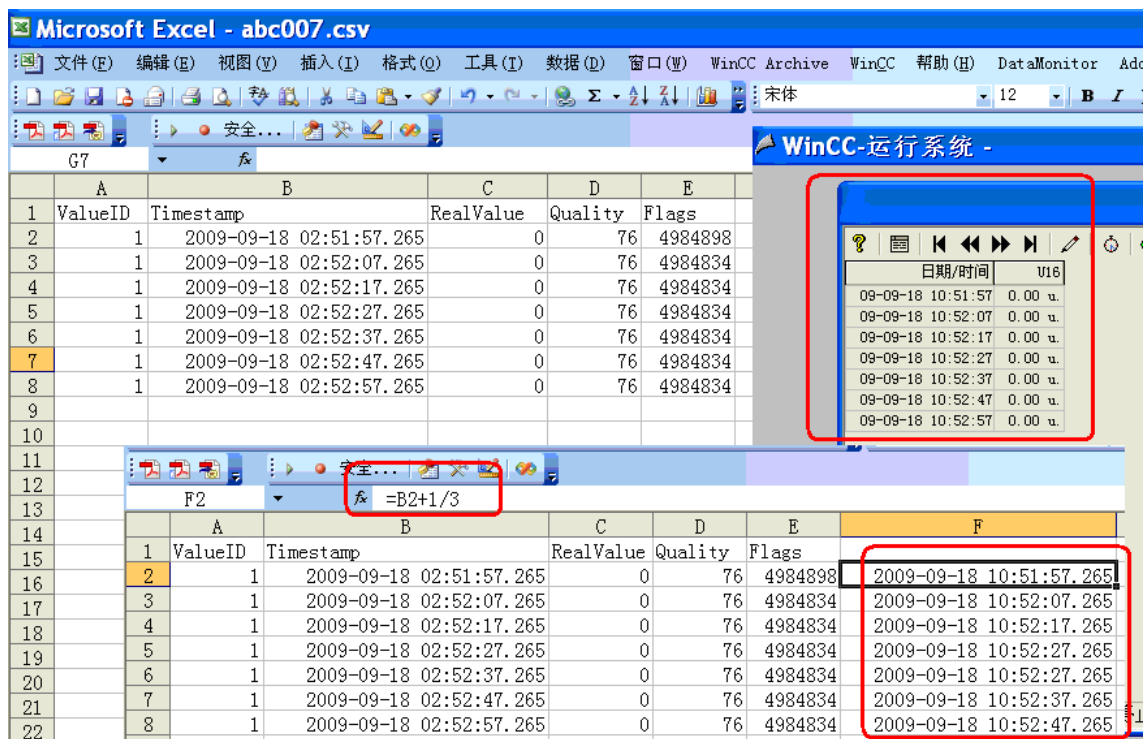 Microsoft Excel - abc007.csv
文件(F) 编辑(E) 视图(V) 插入(I) 格式(O) 工具(T) 数据(D) 窗口(W) WinCC Archive WinCC 帮助(H) DataMonitor
宋体 12 B I
安全...
G7 fx
A B C D E
1 ValueID Timestamp RealValue Quality Flags
2 1 2009-09-18 02:51:57.265 0 76 4984898
3 1 2009-09-18 02:52:07.265 0 76 4984834
4 1 2009-09-18 02:52:17.265 0 76 4984834
5 1 2009-09-18 02:52:27.265 0 76 4984834
6 1 2009-09-18 02:52:37.265 0 76 4984834
7 1 2009-09-18 02:52:47.265 0 76 4984834
8 1 2009-09-18 02:52:57.265 0 76 4984834
9
10
11
12
13
14
15
16
17
18
19
20
21
22
WinCC-运行系统 -
日期/时间 U16
09-09-18 10:51:57 0.00 u.
09-09-18 10:52:07 0.00 u.
09-09-18 10:52:17 0.00 u.
09-09-18 10:52:27 0.00 u.
09-09-18 10:52:37 0.00 u.
09-09-18 10:52:47 0.00 u.
09-09-18 10:52:57 0.00 u.
安全...
F2 fx =B2+1/3
A B C D E F
1 ValueID Timestamp RealValue Quality Flags
2 1 2009-09-18 02:51:57.265 0 76 4984898 2009-09-18 10:51:57.265
3 1 2009-09-18 02:52:07.265 0 76 4984834 2009-09-18 10:52:07.265
4 1 2009-09-18 02:52:17.265 0 76 4984834 2009-09-18 10:52:17.265
5 1 2009-09-18 02:52:27.265 0 76 4984834 2009-09-18 10:52:27.265
6 1 2009-09-18 02:52:37.265 0 76 4984834 2009-09-18 10:52:27.265
7 1 2009-09-18 02:52:47.265 0 76 4984834 2009-09-18 10:52:37.265
8 1 2009-09-18 02:52:57.265 0 76 4984834 2009-09-18 10:52:47.265